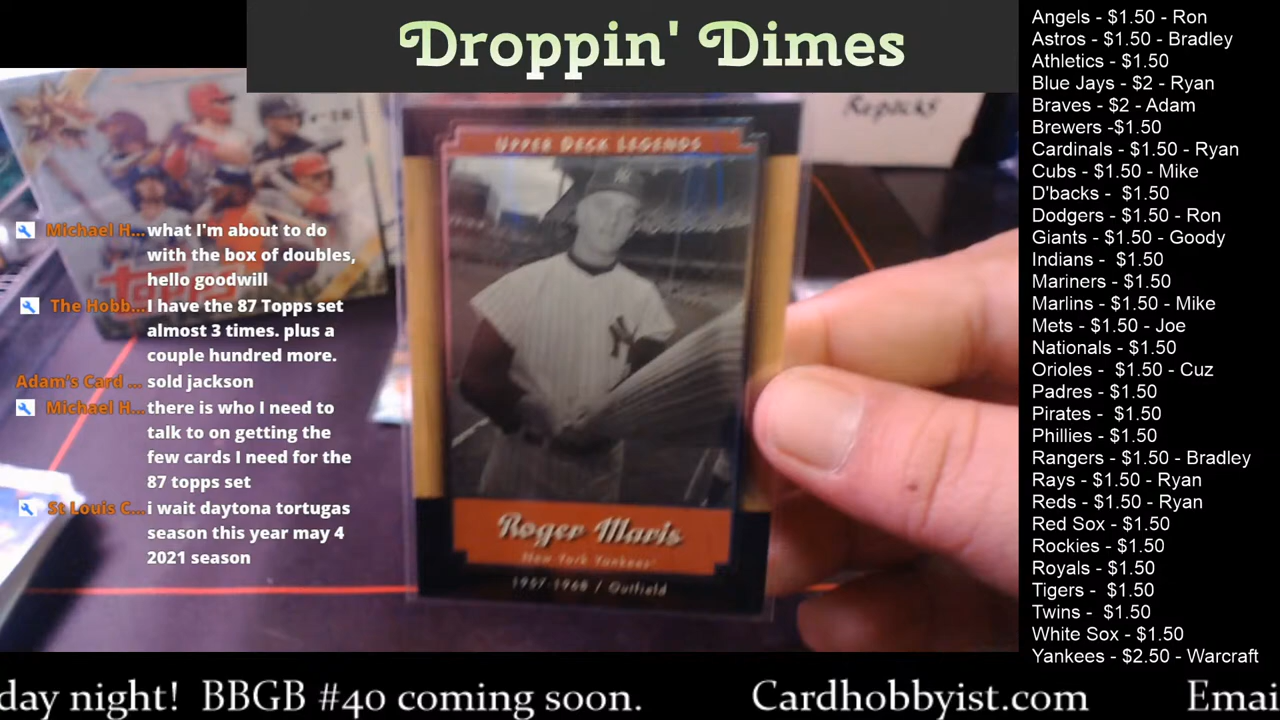 Droppin' Dimes
Repacks
UPPER DECK LEGENDS
NY
Roger Maris
New York Yankees
1957-1968 / Outfield
topps
Michael H... what I'm about to do
with the box of doubles,
hello goodwill
The Hobb... I have the 87 Topps set
almost 3 times. plus a
couple hundred more.
Adam's Card ... sold jackson
Michael H... there is who I need to
talk to on getting the
few cards I need for the
87 topps set
St Louis C... i wait daytona tortugas
season this year may 4
2021 season
Angels - $1.50 - Ron
Astros - $1.50 - Bradley
Athletics - $1.50
Blue Jays - $2 - Ryan
Braves - $2 - Adam
Brewers -$1.50
Cardinals - $1.50 - Ryan
Cubs - $1.50 - Mike
D'backs -  $1.50
Dodgers - $1.50 - Ron
Giants - $1.50 - Goody
Indians -  $1.50
Mariners - $1.50
Marlins - $1.50 - Mike
Mets - $1.50 - Joe
Nationals - $1.50
Orioles -  $1.50 - Cuz
Padres - $1.50
Pirates -  $1.50
Phillies - $1.50
Rangers - $1.50 - Bradley
Rays - $1.50 - Ryan
Reds - $1.50 - Ryan
Red Sox - $1.50
Rockies - $1.50
Royals - $1.50
Tigers -  $1.50
Twins - $1.50
White Sox - $1.50
Yankees - $2.50 - Warcraft
day night!  BBGB #40 coming soon.
Cardhobbyist.com
Emai